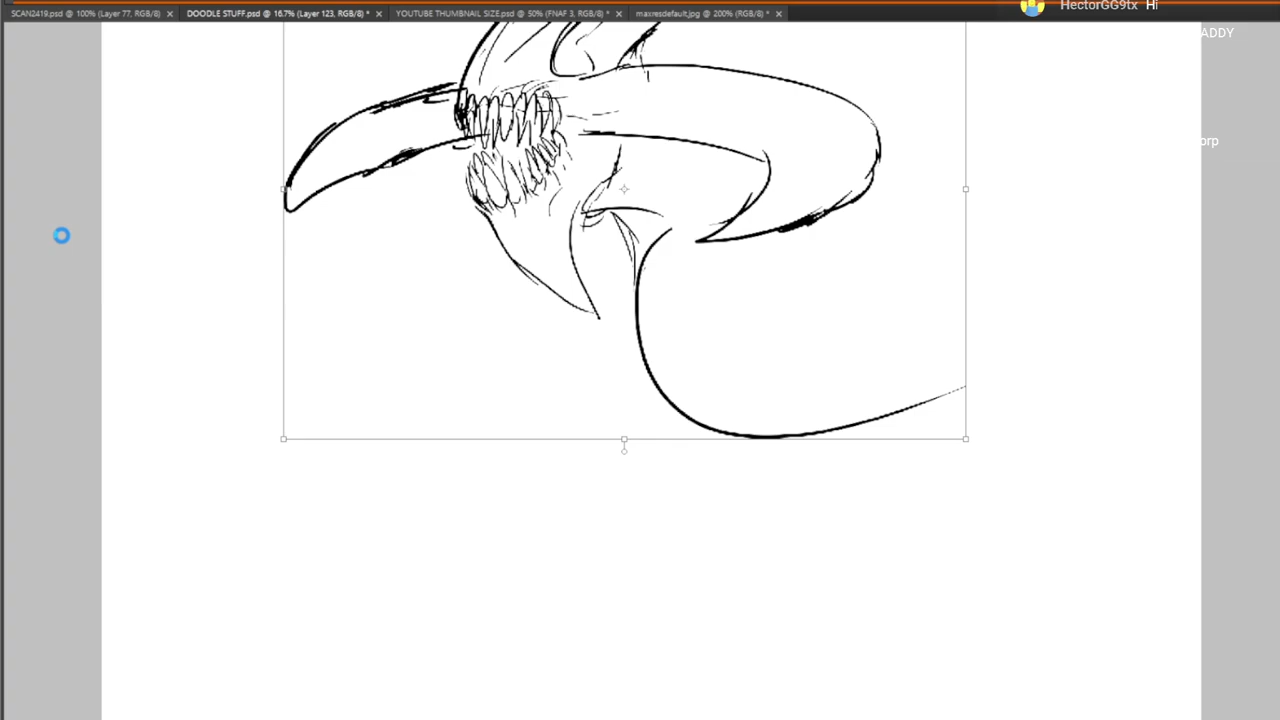 HectorGG9tx Hi
SCAN2419.psd @ 100% (Layer 77, RGB/8) × DOODLE STUFF.psd @ 16.7% (Layer 123, RGB/8) * × YOUTUBE THUMBNAIL SIZE.psd @ 50% (FNAF 3, RGB/8) * × maxresdefault.jpg @ 200% (RGB/8) * ×
ADDY
orp